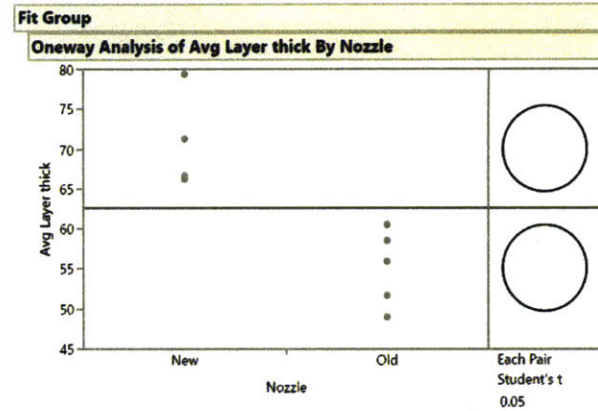 Fit Group
Oneway Analysis of Avg Layer thick By Nozzle
80
75
70
65
60
55
50
45
Avg Layer thick
New
Old
Nozzle
Each Pair
Student's t
0.05